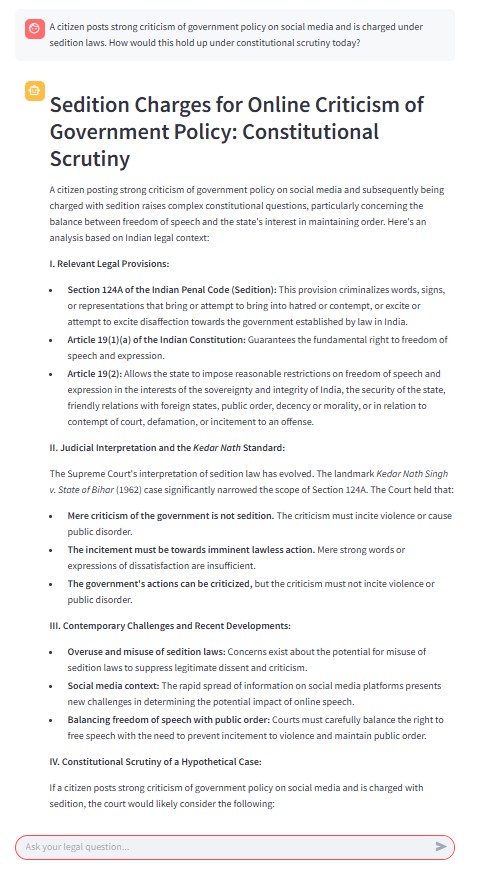 A citizen posts strong criticism of government policy on social media and is charged under
sedition laws. How would this hold up under constitutional scrutiny today?
Sedition Charges for Online Criticism of
Government Policy: Constitutional
Scrutiny
A citizen posting strong criticism of government policy on social media and subsequently being
charged with sedition raises complex constitutional questions, particularly concerning the
balance between freedom of speech and the state's interest in maintaining order. Here's an
analysis based on Indian legal context:
I. Relevant Legal Provisions:
• Section 124A of the Indian Penal Code (Sedition): This provision criminalizes words, signs,
or representations that bring or attempt to bring into hatred or contempt, or excite or
attempt to excite disaffection towards the government established by law in India.
• Article 19(1)(a) of the Indian Constitution: Guarantees the fundamental right to freedom of
speech and expression.
• Article 19(2): Allows the state to impose reasonable restrictions on freedom of speech and
expression in the interests of the sovereignty and integrity of India, the security of the state,
friendly relations with foreign states, public order, decency or morality, or in relation to
contempt of court, defamation, or incitement to an offense.
II. Judicial Interpretation and the Kedar Nath Standard:
The Supreme Court's interpretation of sedition law has evolved. The landmark Kedar Nath Singh
v. State of Bihar (1962) case significantly narrowed the scope of Section 124A. The Court held that:
• Mere criticism of the government is not sedition. The criticism must incite violence or cause
public disorder.
• The incitement must be towards imminent lawless action. Mere strong words or
expressions of dissatisfaction are insufficient.
• The government's actions can be criticized, but the criticism must not incite violence or
public disorder.
III. Contemporary Challenges and Recent Developments:
• Overuse and misuse of sedition laws: Concerns exist about the potential for misuse of
sedition laws to suppress legitimate dissent and criticism.
• Social media context: The rapid spread of information on social media platforms presents
new challenges in determining the potential impact of online speech.
• Balancing freedom of speech with public order: Courts must carefully balance the right to
free speech with the need to prevent incitement to violence and maintain public order.
IV. Constitutional Scrutiny of a Hypothetical Case:
If a citizen posts strong criticism of government policy on social media and is charged with
sedition, the court would likely consider the following:
Ask your legal question...